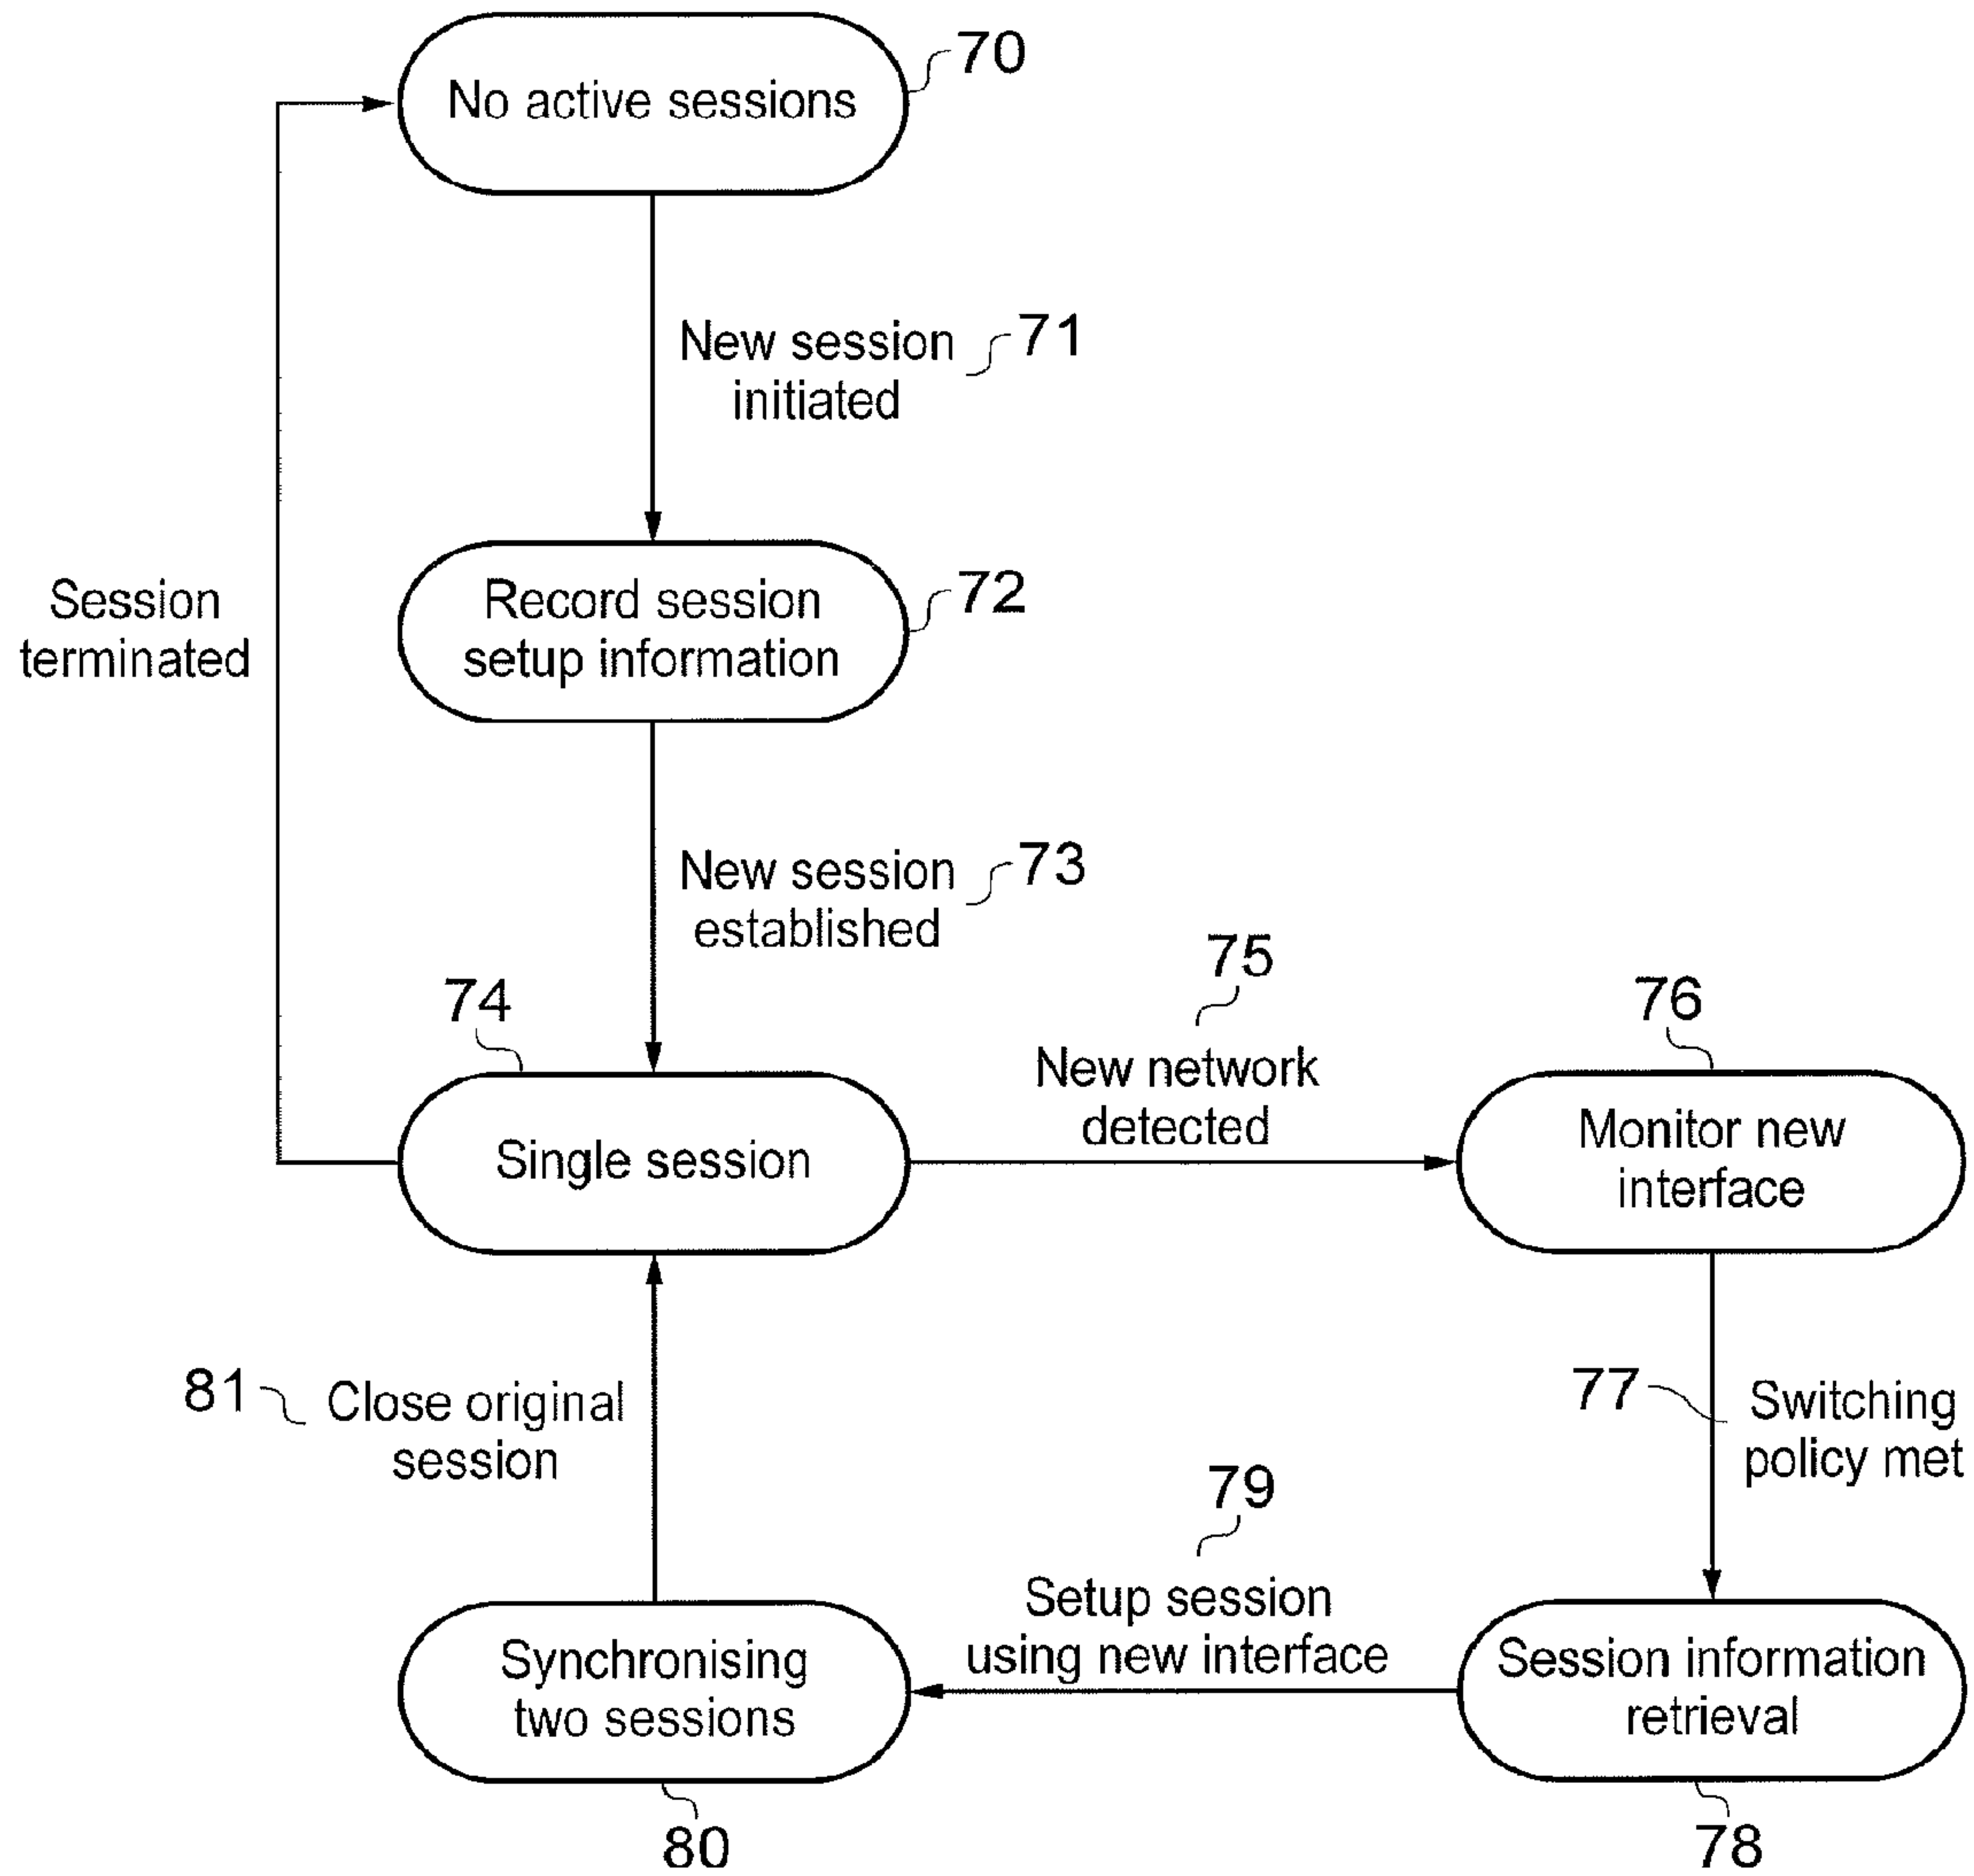 70
No active sessions
New session
initiated
71
Session
terminated
Record session
setup information
72
New session
established
73
74
Single session
75
New network
detected
76
Monitor new
interface
81
Close original
session
77
Switching
policy met
79
Setup session
using new interface
Synchronising
two sessions
80
Session information
retrieval
78